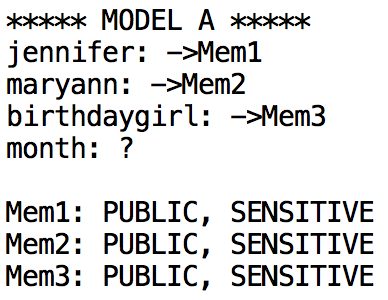 ***** MODEL A *****
jennifer: ->Mem1
maryann: ->Mem2
birthdaygirl: ->Mem3
month: ?

Mem1: PUBLIC, SENSITIVE
Mem2: PUBLIC, SENSITIVE
Mem3: PUBLIC, SENSITIVE